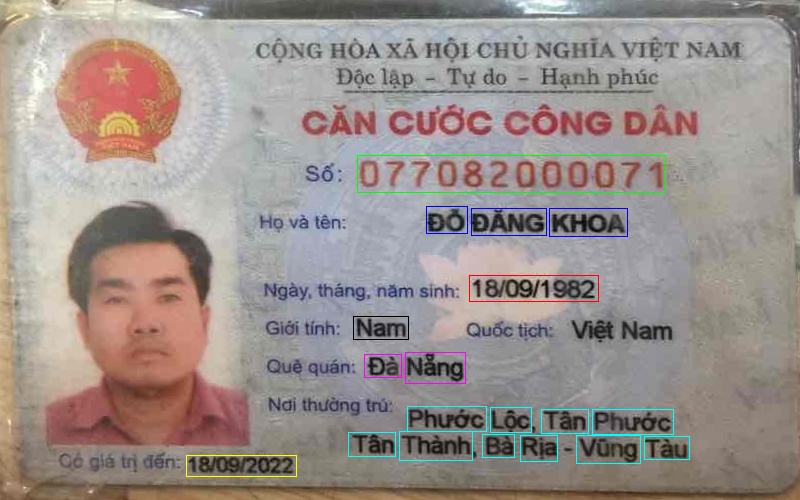 CỘNG HÒA XÃ HỘI CHỦ NGHĨA VIỆT NAM
Độc lập – Tự do – Hạnh phúc
CĂN CƯỚC CÔNG DÂN
Số: 077082000071
Họ và tên: ĐỖ ĐĂNG KHOA
Ngày, tháng, năm sinh: 18/09/1982
Giới tính: Nam Quốc tịch: Việt Nam
Quê quán: Đà Nẵng
Nơi thường trú: Phước Lộc, Tân Phước
Tân Thành, Bà Rịa - Vũng Tàu
Có giá trị đến: 18/09/2022